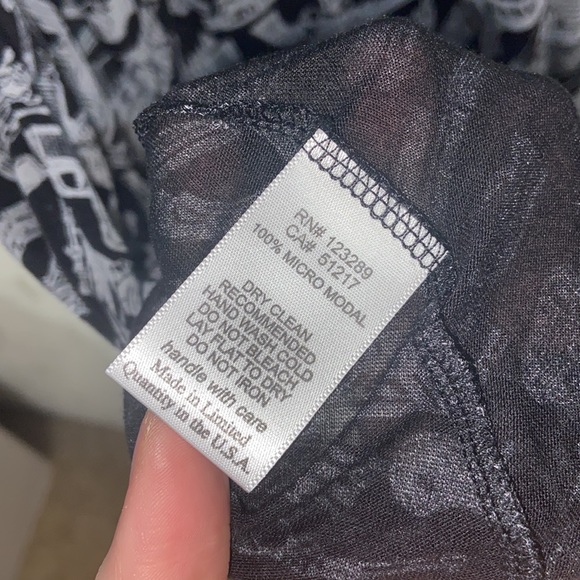 RN# 123289
CA# 51217
100% MICRO MODAL
DRY CLEAN
RECOMMENDED
HAND WASH COLD
DO NOT BLEACH
LAY FLAT TO DRY
DO NOT IRON
handle with care
Made in Limited
Quantity in the U.S.A.